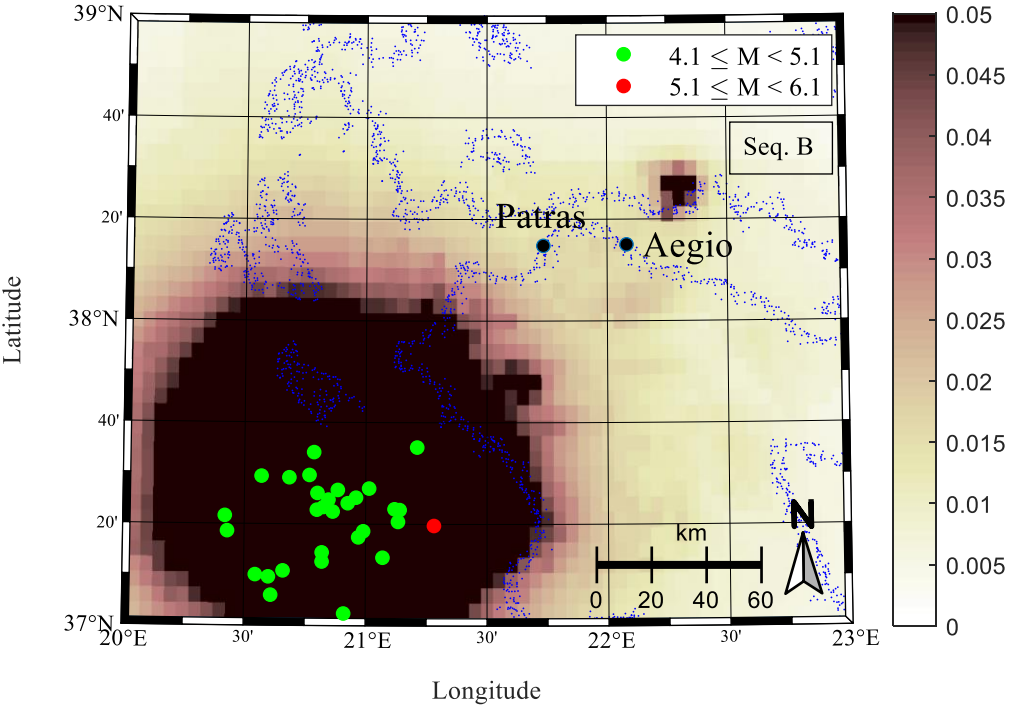 39°N
40'
20'
38°N
40'
20'
37°N
20°E
30'
21°E
30'
22°E
30'
23°E
Latitude
Longitude
4.1 ≤ M < 5.1
5.1 ≤ M < 6.1
Seq. B
Patras
Aegio
N
km
0 20 40 60
0.05
0.045
0.04
0.035
0.03
0.025
0.02
0.015
0.01
0.005
0